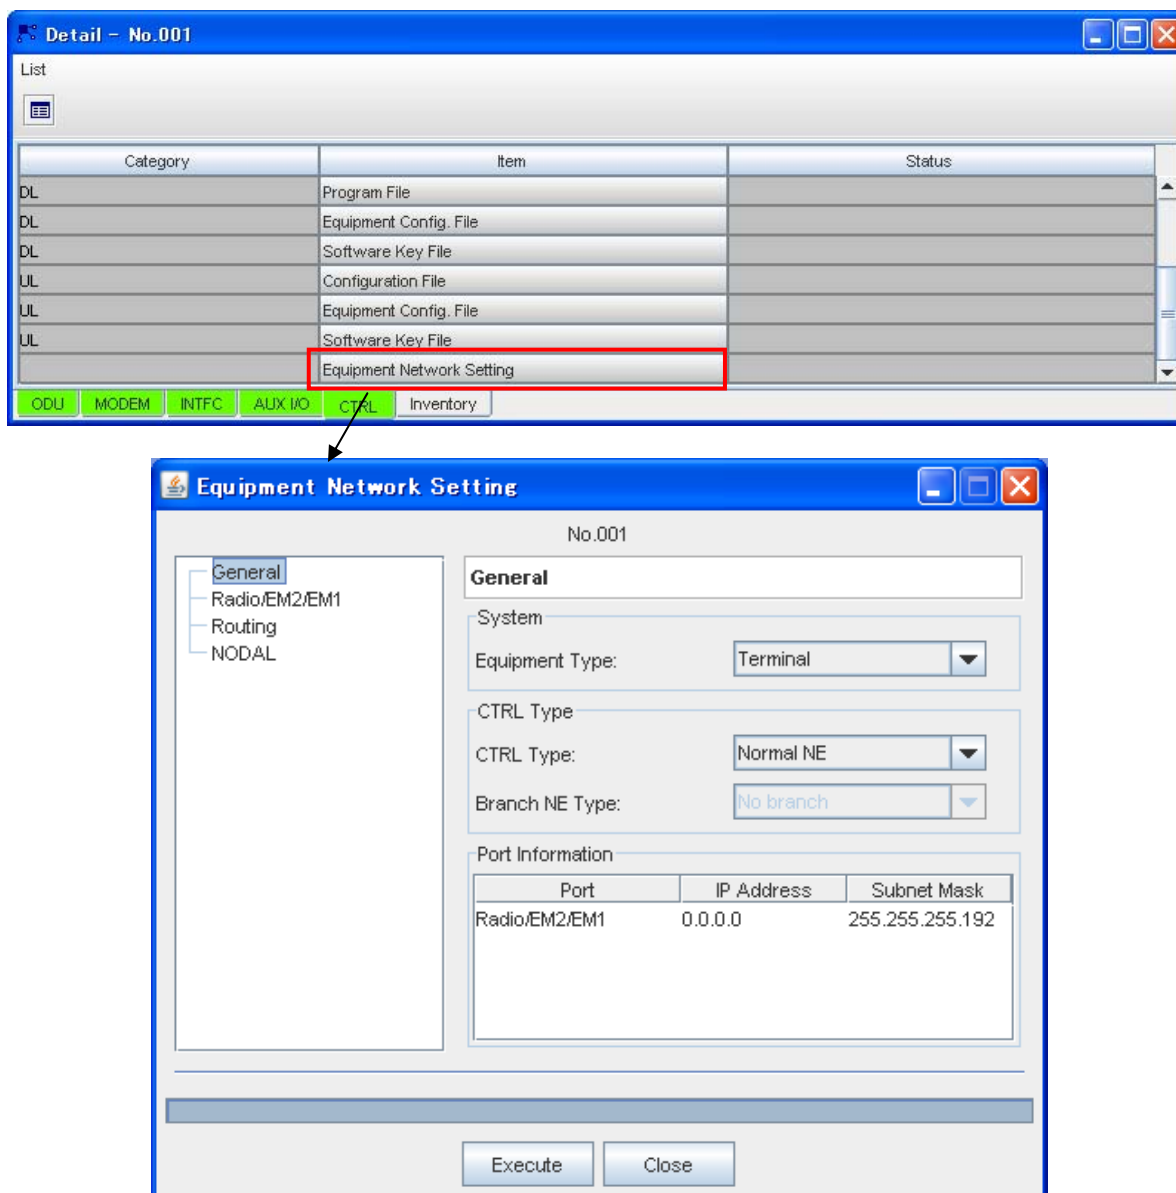 Detail - No.001
List
Category Item Status
DL Program File
DL Equipment Config. File
DL Software Key File
UL Configuration File
UL Equipment Config. File
UL Software Key File
Equipment Network Setting
ODU MODEM INTFC AUX I/O CTRL Inventory
Equipment Network Setting
No.001
General
Radio/EM2/EM1
Routing
NODAL
General
System
Equipment Type: Terminal
CTRL Type
CTRL Type: Normal NE
Branch NE Type: No branch
Port Information
Port IP Address Subnet Mask
Radio/EM2/EM1 0.0.0.0 255.255.255.192
Execute Close